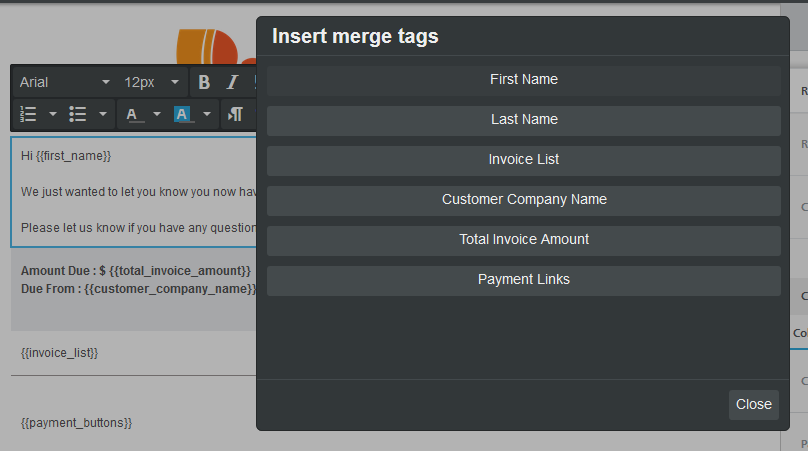 Insert merge tags
First Name
Last Name
Invoice List
Customer Company Name
Total Invoice Amount
Payment Links
Close
Arial 12px B I
A A
Hi {{first_name}}
We just wanted to let you know you now hav
Please let us know if you have any question
Amount Due : $ {{total_invoice_amount}}
Due From : {{customer_company_name}}
{{invoice_list}}
{{payment_buttons}}
R
R
C
C
Co
C
P